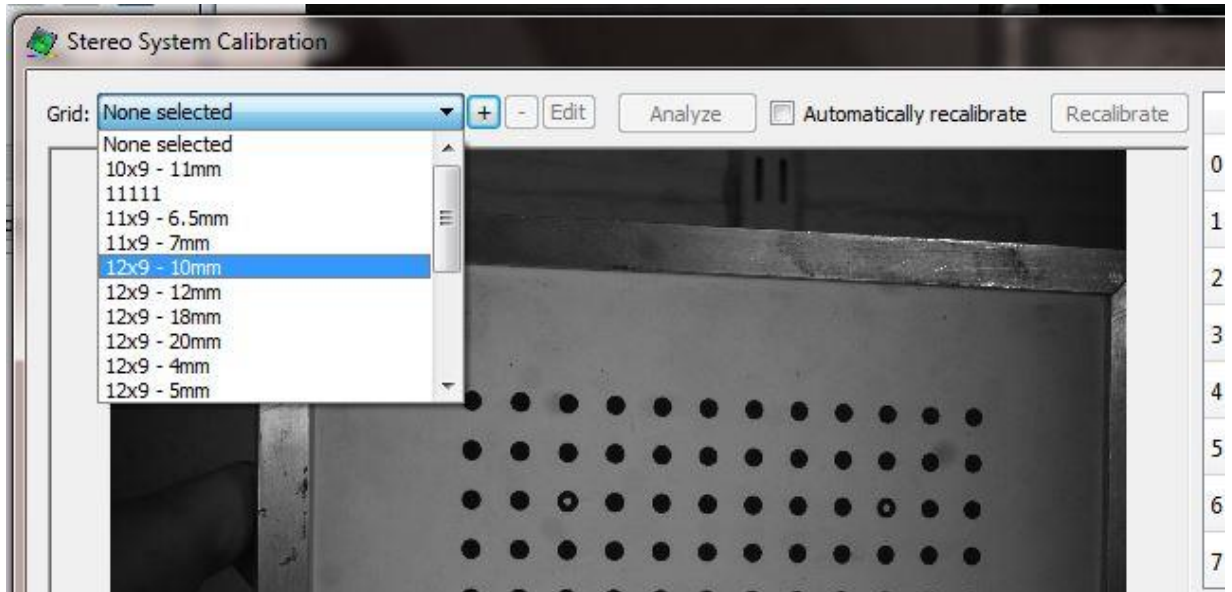 Stereo System Calibration
Grid: None selected + - Edit Analyze Automatically recalibrate Recalibrate
None selected
10x9 - 11mm
11111
11x9 - 6.5mm
11x9 - 7mm
12x9 - 10mm
12x9 - 12mm
12x9 - 18mm
12x9 - 20mm
12x9 - 4mm
12x9 - 5mm
0
1
2
3
4
5
6
7